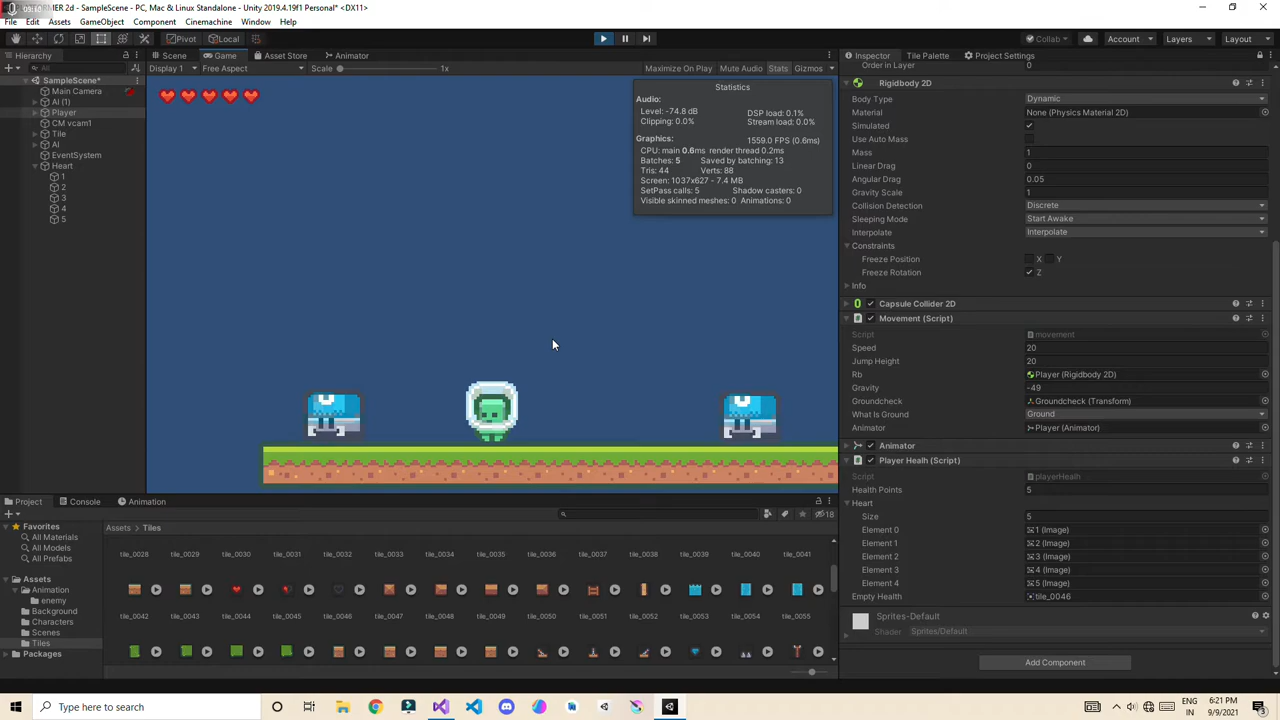 MER 2d - SampleScene - PC, Mac & Linux Standalone - Unity 2019.4.19f1 Personal* <DX11>
File Edit Assets GameObject Component Cinemachine Window Help
Pivot Local Collab Account Layers Layout
Hierarchy Scene Game Asset Store Animator Inspector Tile Palette Project Settings
All Display 1 Free Aspect Scale 1x Maximize On Play Mute Audio Stats Gizmos
SampleScene*
Main Camera
AI (1)
Player
CM vcam1
Tile
AI
EventSystem
Heart
1
2
3
4
5
Statistics
Audio:
Level: -74.8 dB DSP load: 0.1%
Clipping: 0.0% Stream load: 0.0%
Graphics: 1559.0 FPS (0.6ms)
CPU: main 0.6ms render thread 0.2ms
Batches: 5 Saved by batching: 13
Tris: 44 Verts: 88
Screen: 1037x627 - 7.4 MB
SetPass calls: 5 Shadow casters: 0
Visible skinned meshes: 0 Animations: 0
Order in Layer 0
Rigidbody 2D
Body Type Dynamic
Material None (Physics Material 2D)
Simulated
Use Auto Mass
Mass 1
Linear Drag 0
Angular Drag 0.05
Gravity Scale 1
Collision Detection Discrete
Sleeping Mode Start Awake
Interpolate Interpolate
Constraints
Freeze Position X Y
Freeze Rotation Z
Info
Capsule Collider 2D
Movement (Script)
Script movement
Speed 20
Jump Height 20
Rb Player (Rigidbody 2D)
Gravity -49
Groundcheck Groundcheck (Transform)
What Is Ground Ground
Animator Player (Animator)
Animator
Player Healh (Script)
Script playerHealh
Health Points 5
Heart
Size 5
Element 0 1 (Image)
Element 1 2 (Image)
Element 2 3 (Image)
Element 3 4 (Image)
Element 4 5 (Image)
Empty Health tile_0046
Sprites-Default
Shader Sprites/Default
Add Component
Project Console Animation
18
Favorites
All Materials
All Models
All Prefabs
Assets
Animation
enemy
Background
Characters
Scenes
Tiles
Packages
Assets > Tiles
tile_0028 tile_0029 tile_0030 tile_0031 tile_0032 tile_0033 tile_0034 tile_0035 tile_0036 tile_0037 tile_0038 tile_0039 tile_0040 tile_0041
tile_0042 tile_0043 tile_0044 tile_0045 tile_0046 tile_0047 tile_0048 tile_0049 tile_0050 tile_0051 tile_0052 tile_0053 tile_0054 tile_0055
Type here to search
ENG
IN
6:21 PM
9/9/2021
3